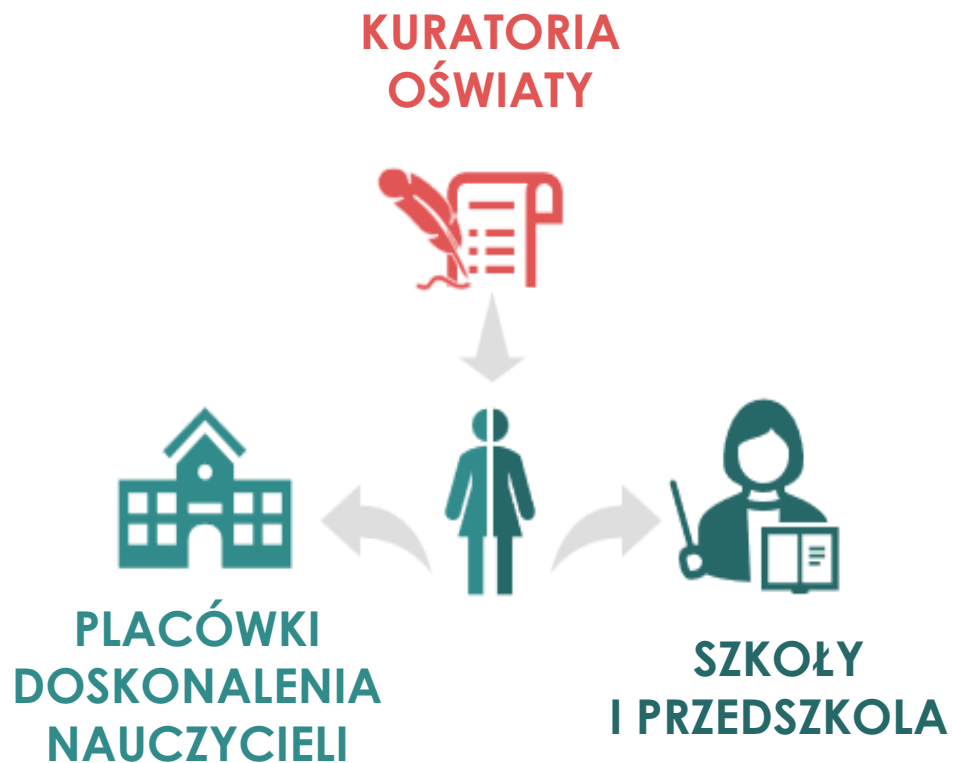 KURATORIA
OŚWIATY
PLACÓWKI
DOSKONALENIA
NAUCZYCIELI
SZKOŁY
I PRZEDSZKOLA